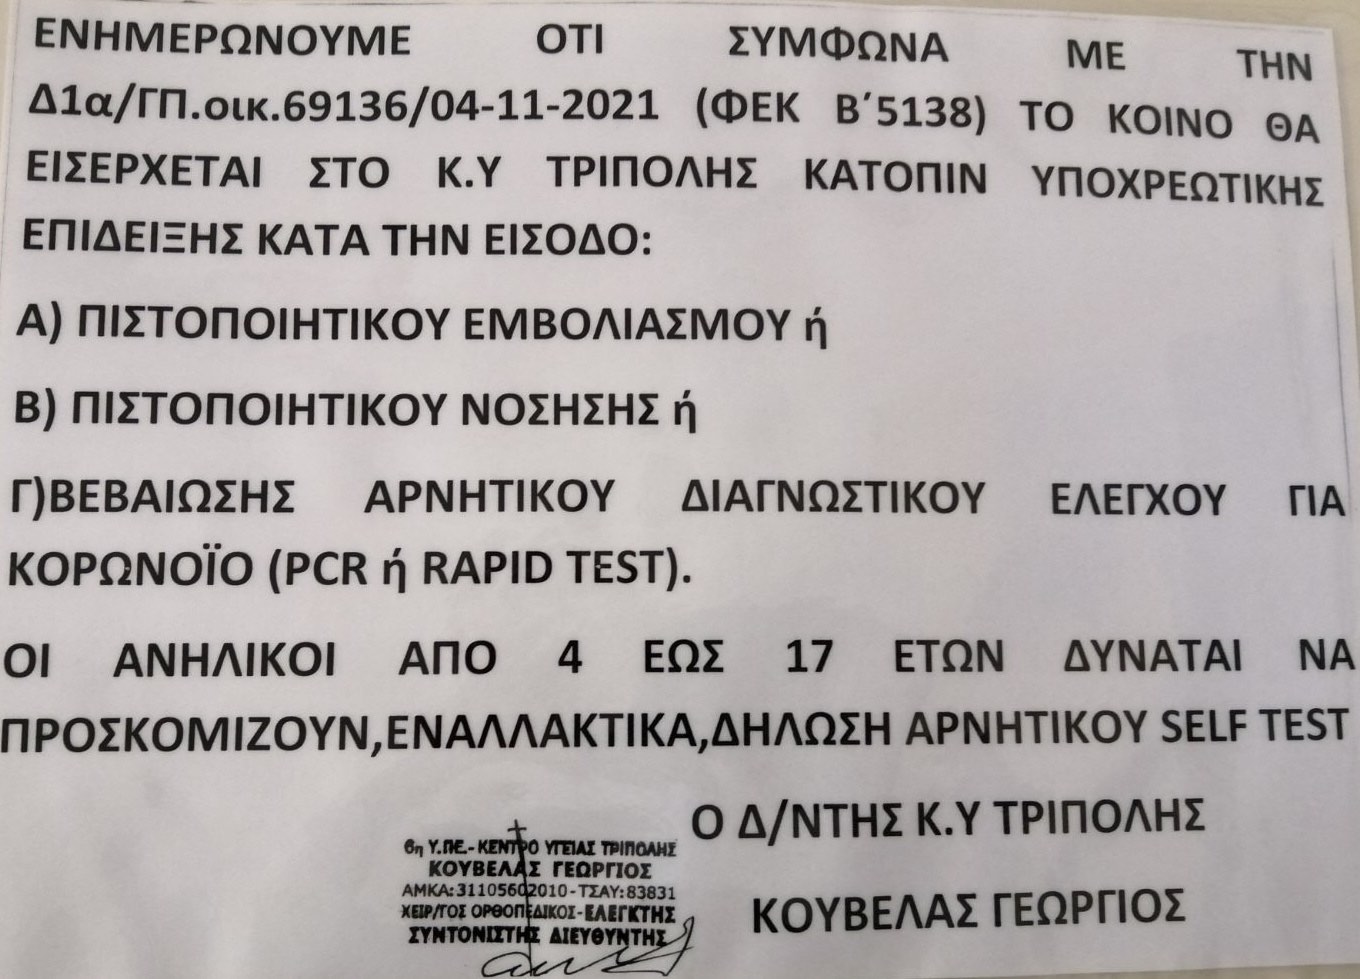 ΕΝΗΜΕΡΩΝΟΥΜΕ ΟΤΙ ΣΥΜΦΩΝΑ ΜΕ ΤΗΝ
Δ1α/ΓΠ.οικ.69136/04-11-2021 (ΦΕΚ Β΄5138) ΤΟ ΚΟΙΝΟ ΘΑ
ΕΙΣΕΡΧΕΤΑΙ ΣΤΟ Κ.Υ ΤΡΙΠΟΛΗΣ ΚΑΤΟΠΙΝ ΥΠΟΧΡΕΩΤΙΚΗΣ
ΕΠΙΔΕΙΞΗΣ ΚΑΤΑ ΤΗΝ ΕΙΣΟΔΟ:
Α) ΠΙΣΤΟΠΟΙΗΤΙΚΟΥ ΕΜΒΟΛΙΑΣΜΟΥ ή
Β) ΠΙΣΤΟΠΟΙΗΤΙΚΟΥ ΝΟΣΗΣΗΣ ή
Γ)ΒΕΒΑΙΩΣΗΣ ΑΡΝΗΤΙΚΟΥ ΔΙΑΓΝΩΣΤΙΚΟΥ ΕΛΕΓΧΟΥ ΓΙΑ
ΚΟΡΩΝΟΪΟ (PCR ή RAPID TEST).
ΟΙ ΑΝΗΛΙΚΟΙ ΑΠΟ 4 ΕΩΣ 17 ΕΤΩΝ ΔΥΝΑΤΑΙ ΝΑ
ΠΡΟΣΚΟΜΙΖΟΥΝ,ΕΝΑΛΛΑΚΤΙΚΑ,ΔΗΛΩΣΗ ΑΡΝΗΤΙΚΟΥ SELF TEST
Ο Δ/ΝΤΗΣ Κ.Υ ΤΡΙΠΟΛΗΣ
ΚΟΥΒΕΛΑΣ ΓΕΩΡΓΙΟΣ
6η Υ.ΠΕ.-ΚΕΝΤΡΟ ΥΓΕΙΑΣ ΤΡΙΠΟΛΗΣ
ΚΟΥΒΕΛΑΣ ΓΕΩΡΓΙΟΣ
ΑΜΚΑ:31105602010-ΤΣΑΥ:83831
ΧΕΙΡ/ΓΟΣ ΟΡΘΟΠΕΔΙΚΟΣ-ΕΛΕΓΚΤΗΣ
ΣΥΝΤΟΝΙΣΤΗΣ ΔΙΕΥΘΥΝΤΗΣ